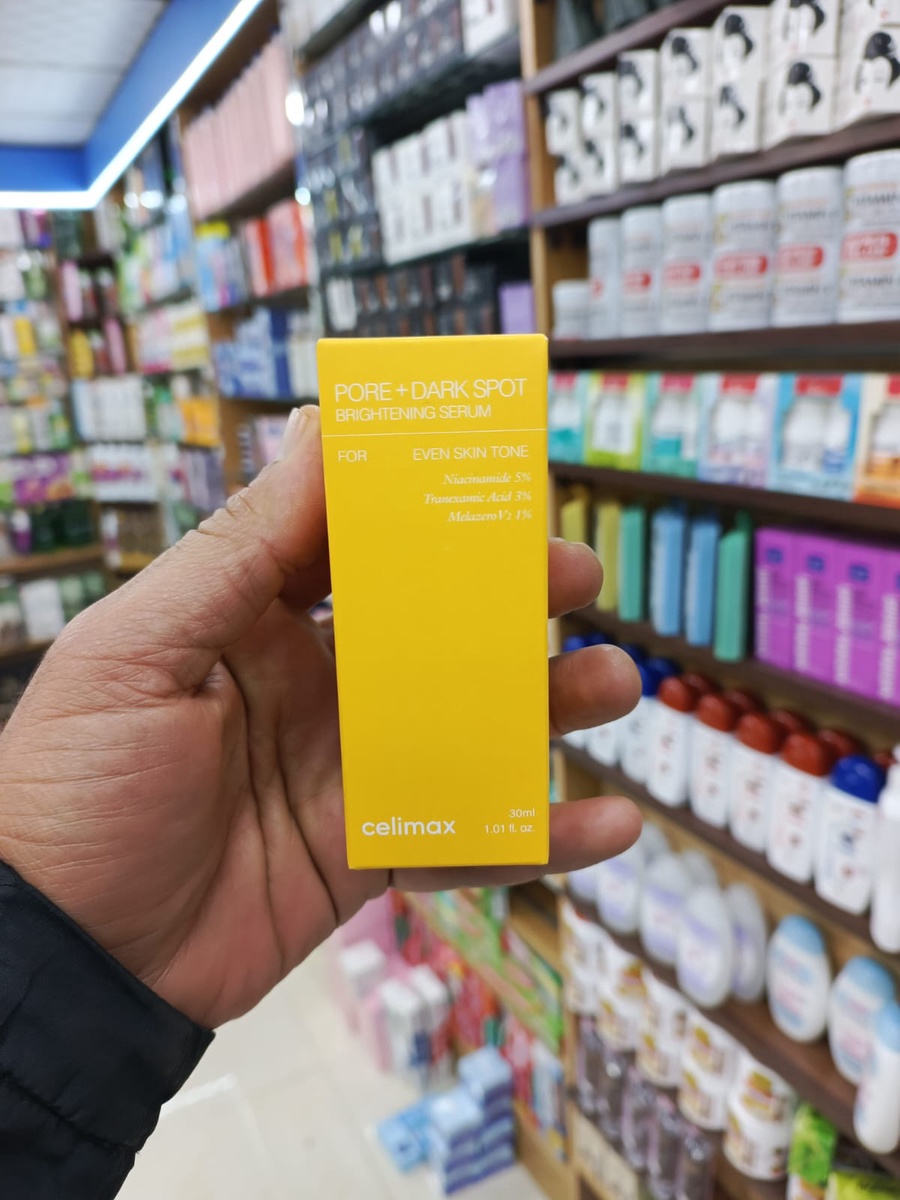 PORE + DARK SPOT
BRIGHTENING SERUM
FOR EVEN SKIN TONE
Niacinamide 5%
Tranexamic Acid 3%
MelazeroV2 1%
celimax
30ml
1.01 fl. oz.